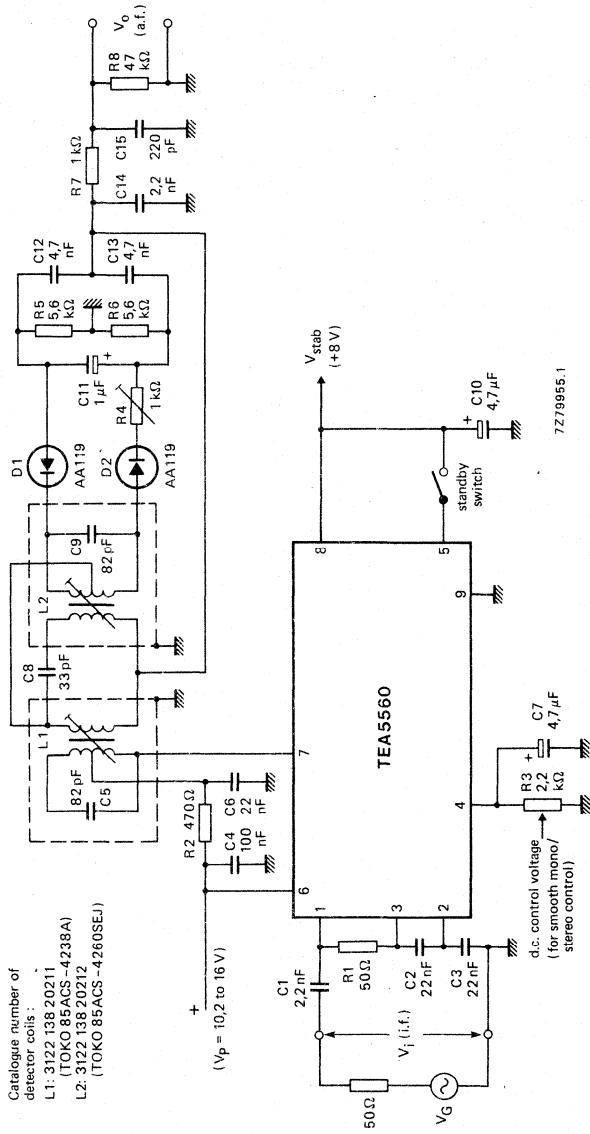 Catalogue number of
detector coils :
L1: 3122 138 20211
(TOKO 85ACS-4238A)
L2: 3122 138 20212
(TOKO 85ACS-4260SEJ)
L1
82 pF
C5
C8
33 pF
L2
C9
82 pF
D1
AA119
D2
AA119
C11
1 µF
+
R4
1 kΩ
R5
5,6
kΩ
R6
5,6
kΩ
C12
4,7
nF
C13
4,7
nF
R7 1 kΩ
C14
2,2
nF
C15
220
pF
R8
47
kΩ
Vo
(a.f.)
+
(Vp = 10,2 to 16 V)
R2 470 Ω
C4
100
nF
C6
22
nF
6
7
8
1
3
2
4
9
5
TEA5560
Vstab
(+8 V)
+
C10
4,7 µF
standby
switch
50 Ω
VG
Vi (i.f.)
C1
2,2 nF
R1
50 Ω
C2
22 nF
C3
22 nF
d.c. control voltage
(for smooth mono/
stereo control)
R3
2,2
kΩ
+
C7
4,7 µF
7Z79955.1